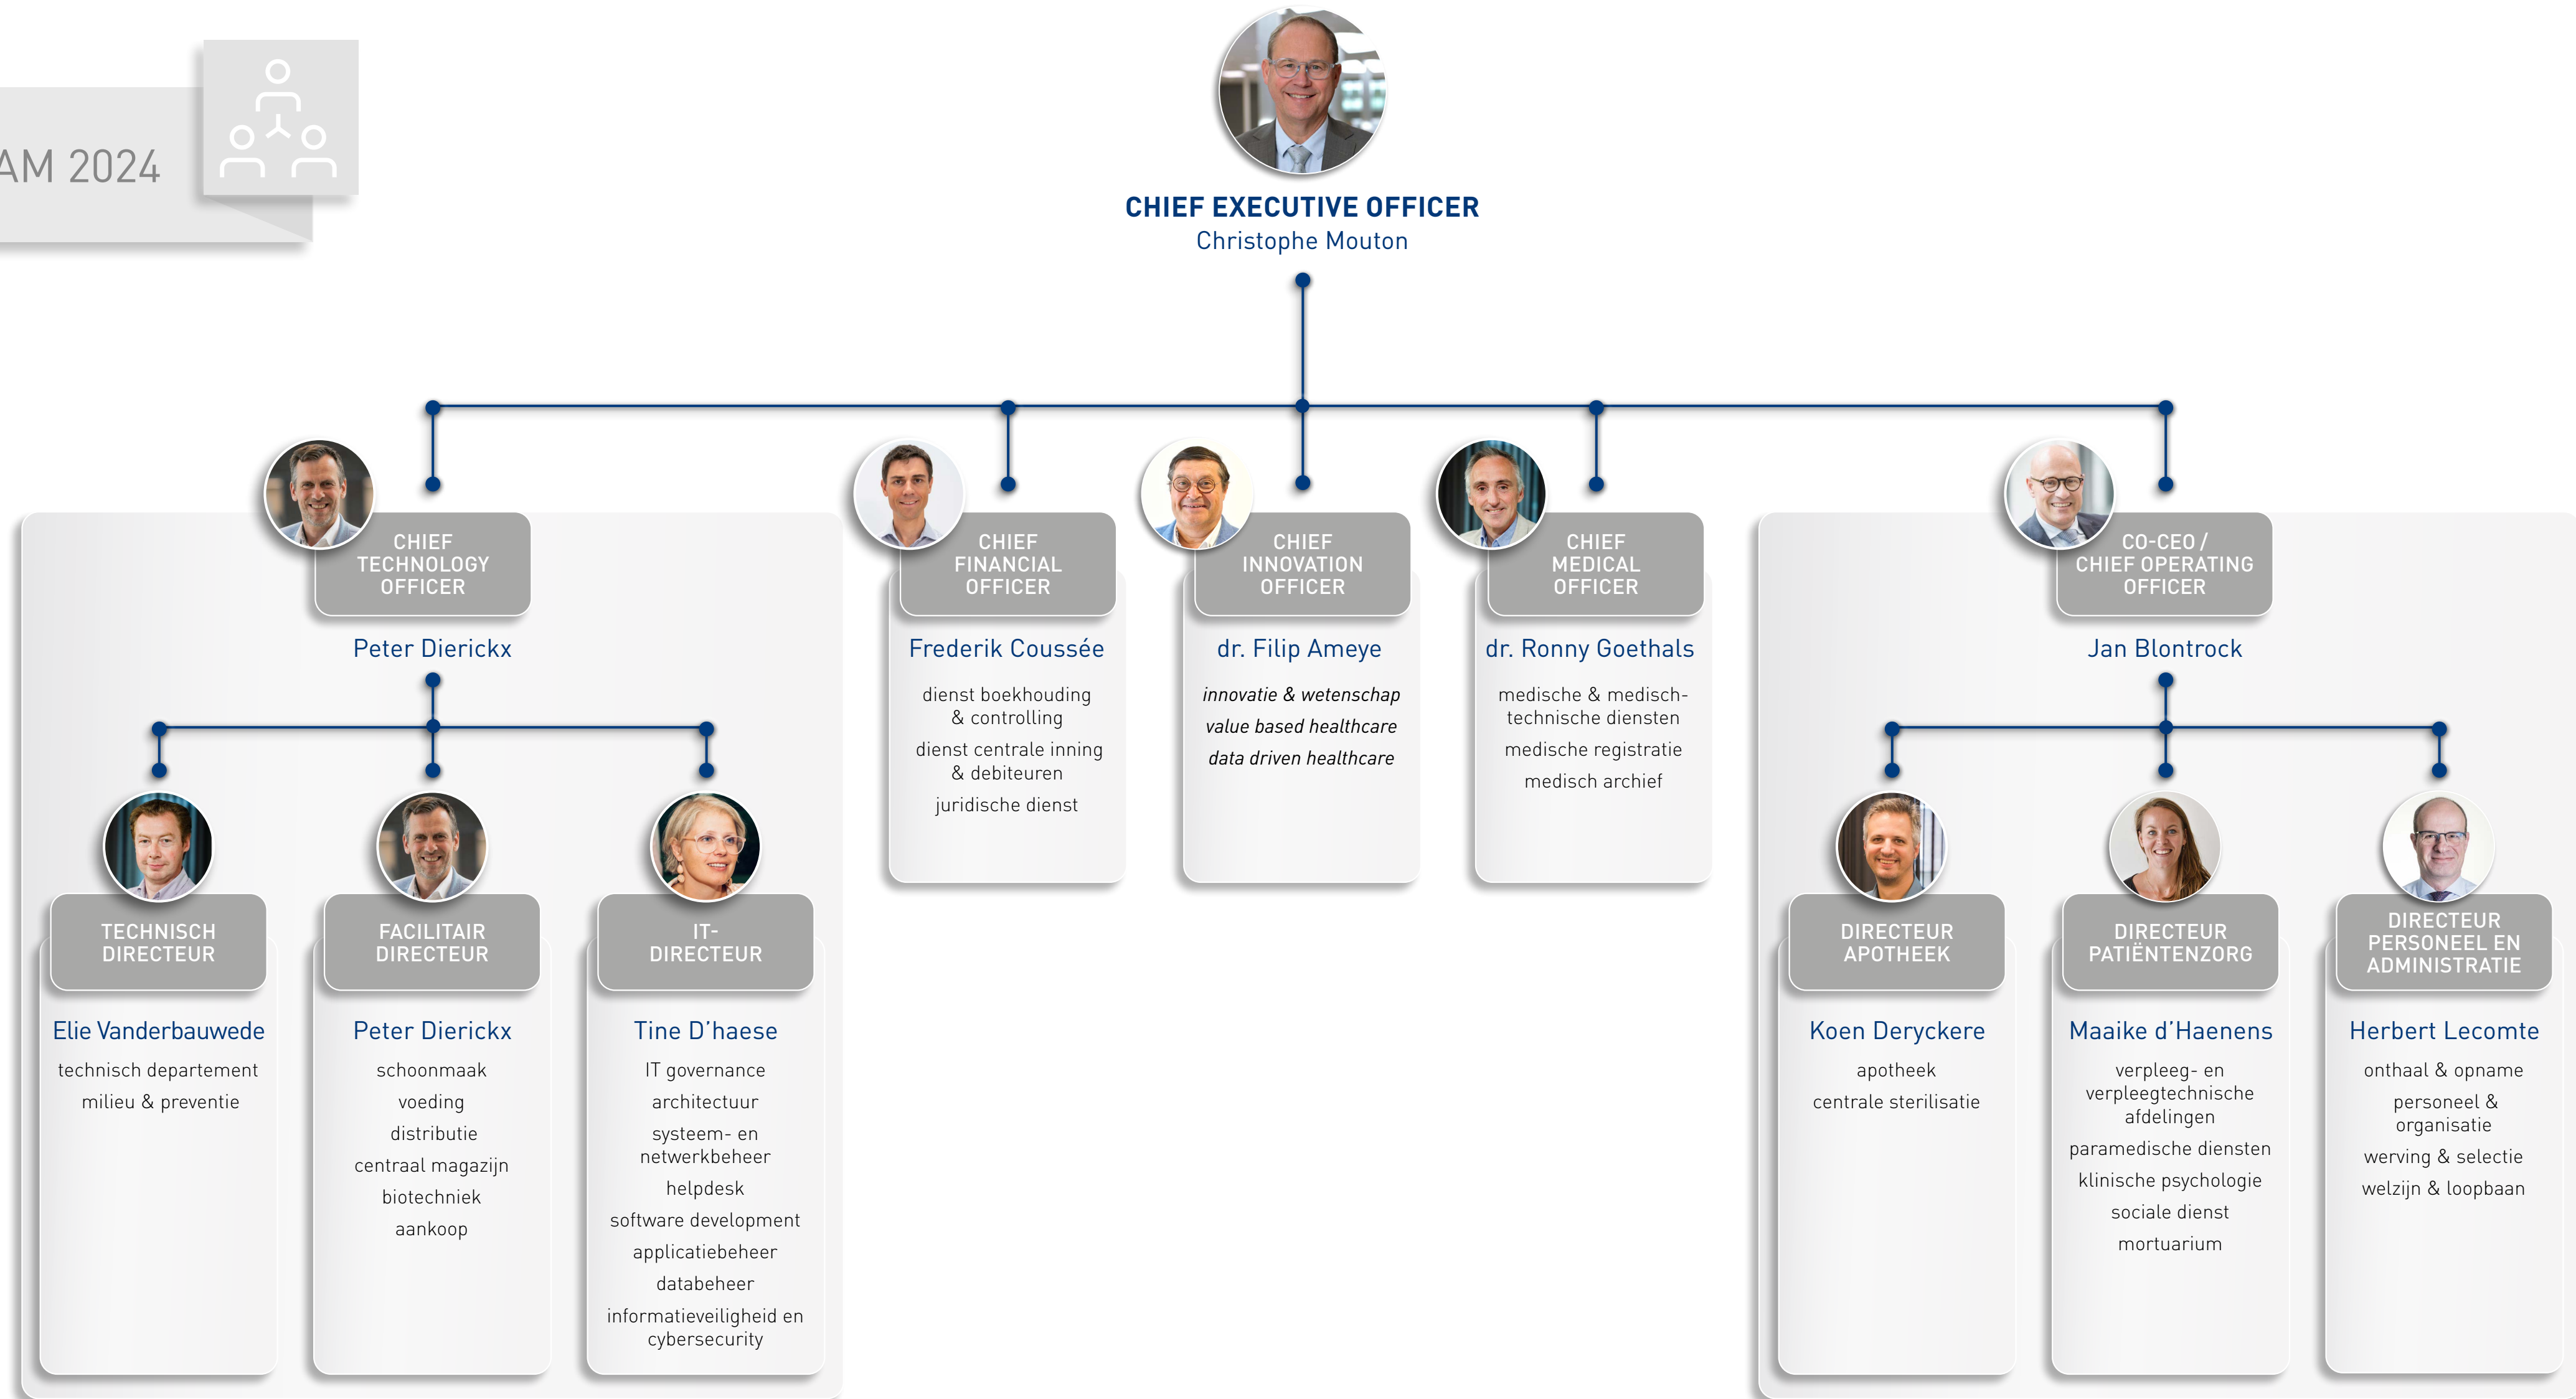 AM 2024
CHIEF EXECUTIVE OFFICER
Christophe Mouton
CHIEF
TECHNOLOGY
OFFICER
Peter Dierickx
CHIEF
FINANCIAL
OFFICER
Frederik Coussée
dienst boekhouding
& controlling
dienst centrale inning
& debiteuren
juridische dienst
CHIEF
INNOVATION
OFFICER
dr. Filip Ameye
innovatie & wetenschap
value based healthcare
data driven healthcare
CHIEF
MEDICAL
OFFICER
dr. Ronny Goethals
medische & medisch-
technische diensten
medische registratie
medisch archief
CO-CEO /
CHIEF OPERATING
OFFICER
Jan Blontrock
TECHNISCH
DIRECTEUR
Elie Vanderbauwede
technisch departement
milieu & preventie
FACILITAIR
DIRECTEUR
Peter Dierickx
schoonmaak
voeding
distributie
centraal magazijn
biotechniek
aankoop
IT-
DIRECTEUR
Tine D’haese
IT governance
architectuur
systeem- en
netwerkbeheer
helpdesk
software development
applicatiebeheer
databeheer
informatieveiligheid en
cybersecurity
DIRECTEUR
APOTHEEK
Koen Deryckere
apotheek
centrale sterilisatie
DIRECTEUR
PATIËNTENZORG
Maaike d’Haenens
verpleeg- en
verpleegtechnische
afdelingen
paramedische diensten
klinische psychologie
sociale dienst
mortuarium
DIRECTEUR
PERSONEEL EN
ADMINISTRATIE
Herbert Lecomte
onthaal & opname
personeel &
organisatie
werving & selectie
welzijn & loopbaan